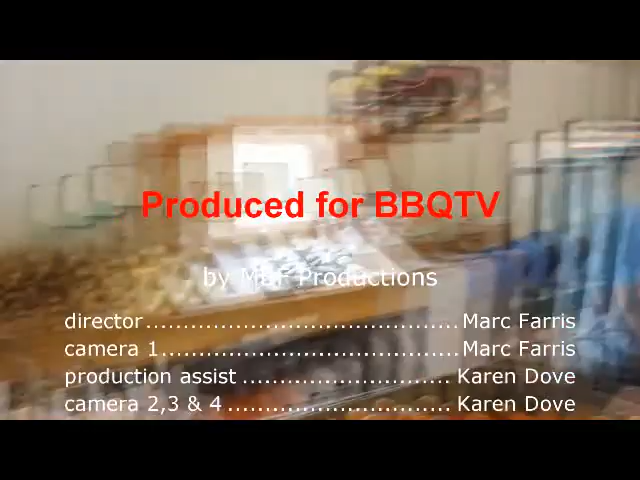 Produced for BBQTV
by MLF Productions
director.......................................... Marc Farris
camera 1........................................Marc Farris
production assist ............................ Karen Dove
camera 2,3 & 4 .............................. Karen Dove